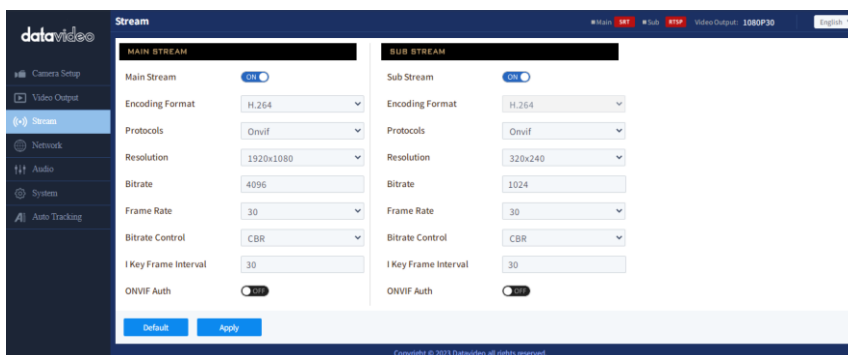 datavideo
Stream
Main SRT Sub RTSP Video Output: 1080P30 English
Camera Setup
Video Output
Stream
Network
Audio
System
Auto Tracking
MAIN STREAM
Main Stream ON
Encoding Format H.264
Protocols Onvif
Resolution 1920x1080
Bitrate 4096
Frame Rate 30
Bitrate Control CBR
I Key Frame Interval 30
ONVIF Auth OFF
SUB STREAM
Sub Stream ON
Encoding Format H.264
Protocols Onvif
Resolution 320x240
Bitrate 1024
Frame Rate 30
Bitrate Control CBR
I Key Frame Interval 30
ONVIF Auth OFF
Default Apply
Copyright © 2023 Datavideo all rights reserved